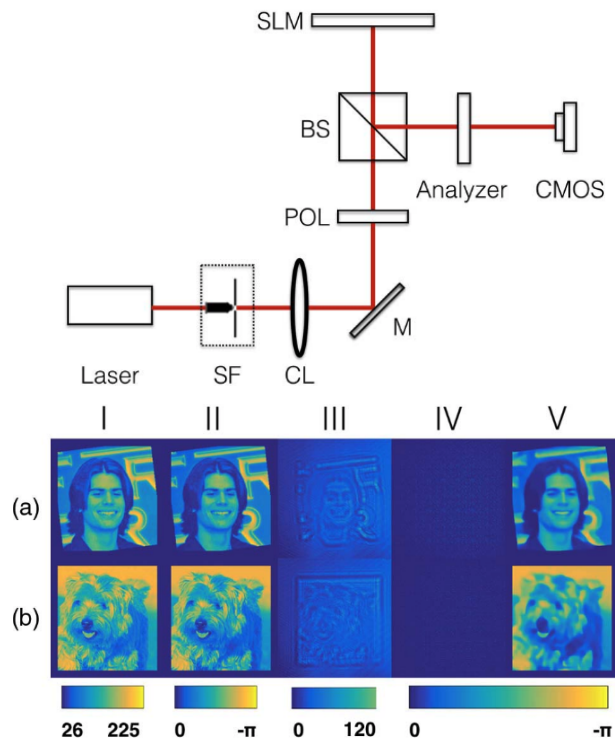 SLM
BS
Analyzer
CMOS
POL
M
Laser
SF
CL
I II III IV V
(a)
(b)
26 225 0 -π 0 120 0 -π